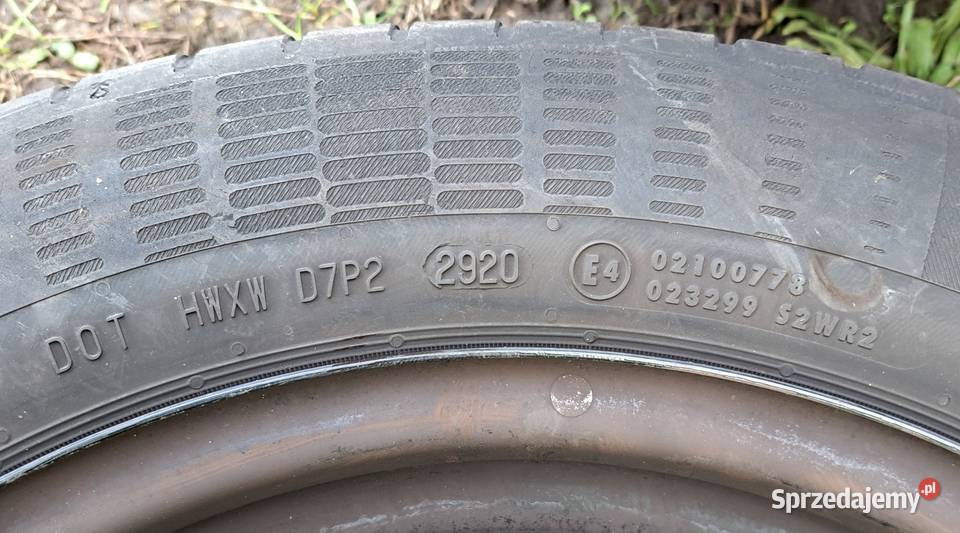 DOT HWXW D7P2 2920 E4 02100778
023299 S2WR2
Sprzedajemy.pl